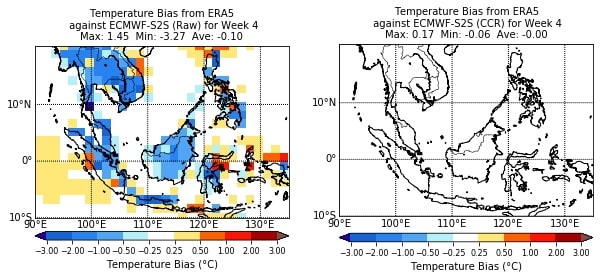 Temperature Bias from ERA5
against ECMWF-S2S (Raw) for Week 4
Max: 1.45 Min: -3.27 Ave: -0.10
10°N
0°
10°S
90°E 100°E 110°E 120°E 130°E
−3.00 −2.00 −1.00 −0.50 −0.25 0.25 0.50 1.00 2.00 3.00
Temperature Bias (°C)
Temperature Bias from ERA5
against ECMWF-S2S (CCR) for Week 4
Max: 0.17 Min: -0.06 Ave: -0.00
10°N
0°
10°S
90°E 100°E 110°E 120°E 130°E
−3.00 −2.00 −1.00 −0.50 −0.25 0.25 0.50 1.00 2.00 3.00
Temperature Bias (°C)